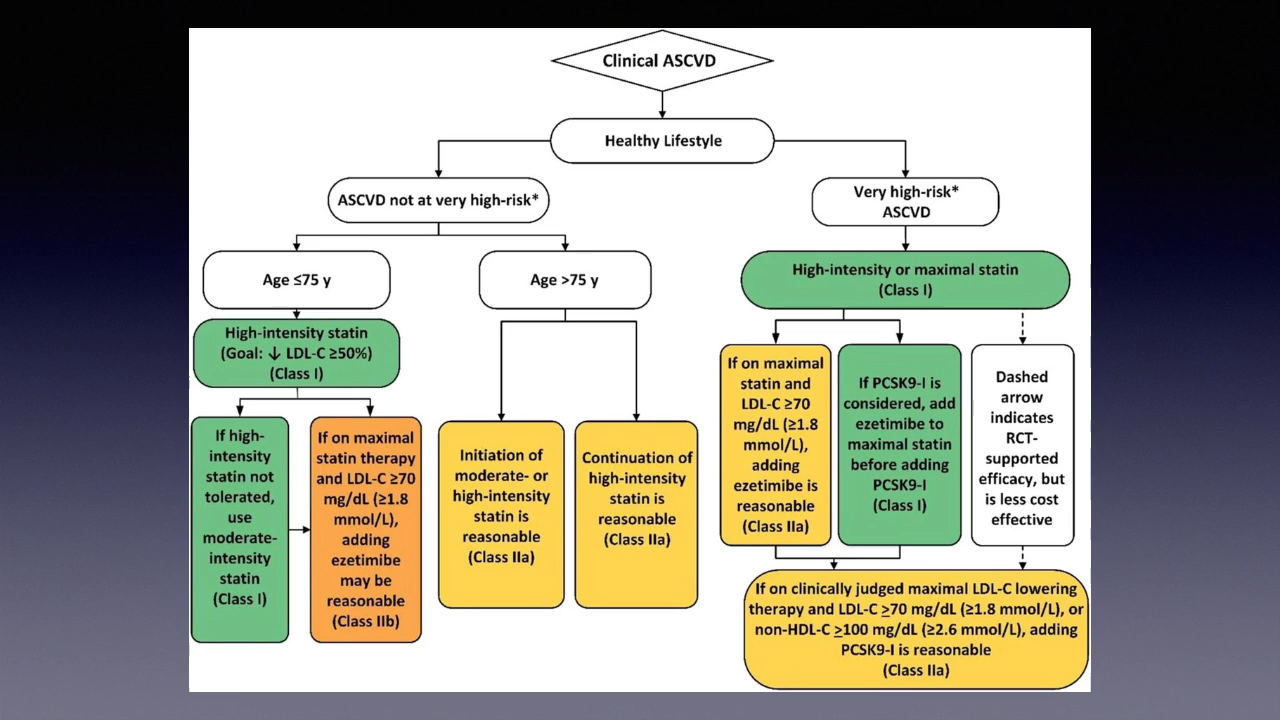 Clinical ASCVD
Healthy Lifestyle
ASCVD not at very high-risk*
Very high-risk*
ASCVD
Age ≤75 y
Age >75 y
High-intensity or maximal statin
(Class I)
High-intensity statin
(Goal: ↓ LDL-C ≥50%)
(Class I)
If high-
intensity
statin not
tolerated,
use
moderate-
intensity
statin
(Class I)
If on maximal
statin therapy
and LDL-C ≥70
mg/dL (≥1.8
mmol/L),
adding
ezetimibe
may be
reasonable
(Class IIb)
Initiation of
moderate- or
high-intensity
statin is
reasonable
(Class IIa)
Continuation of
high-intensity
statin is
reasonable
(Class IIa)
If on maximal
statin and
LDL-C ≥70
mg/dL (≥1.8
mmol/L),
adding
ezetimibe is
reasonable
(Class IIa)
If PCSK9-I is
considered, add
ezetimibe to
maximal statin
before adding
PCSK9-I
(Class I)
Dashed
arrow
indicates
RCT-
supported
efficacy, but
is less cost
effective
If on clinically judged maximal LDL-C lowering
therapy and LDL-C ≥70 mg/dL (≥1.8 mmol/L), or
non-HDL-C ≥100 mg/dL (≥2.6 mmol/L), adding
PCSK9-I is reasonable
(Class IIa)